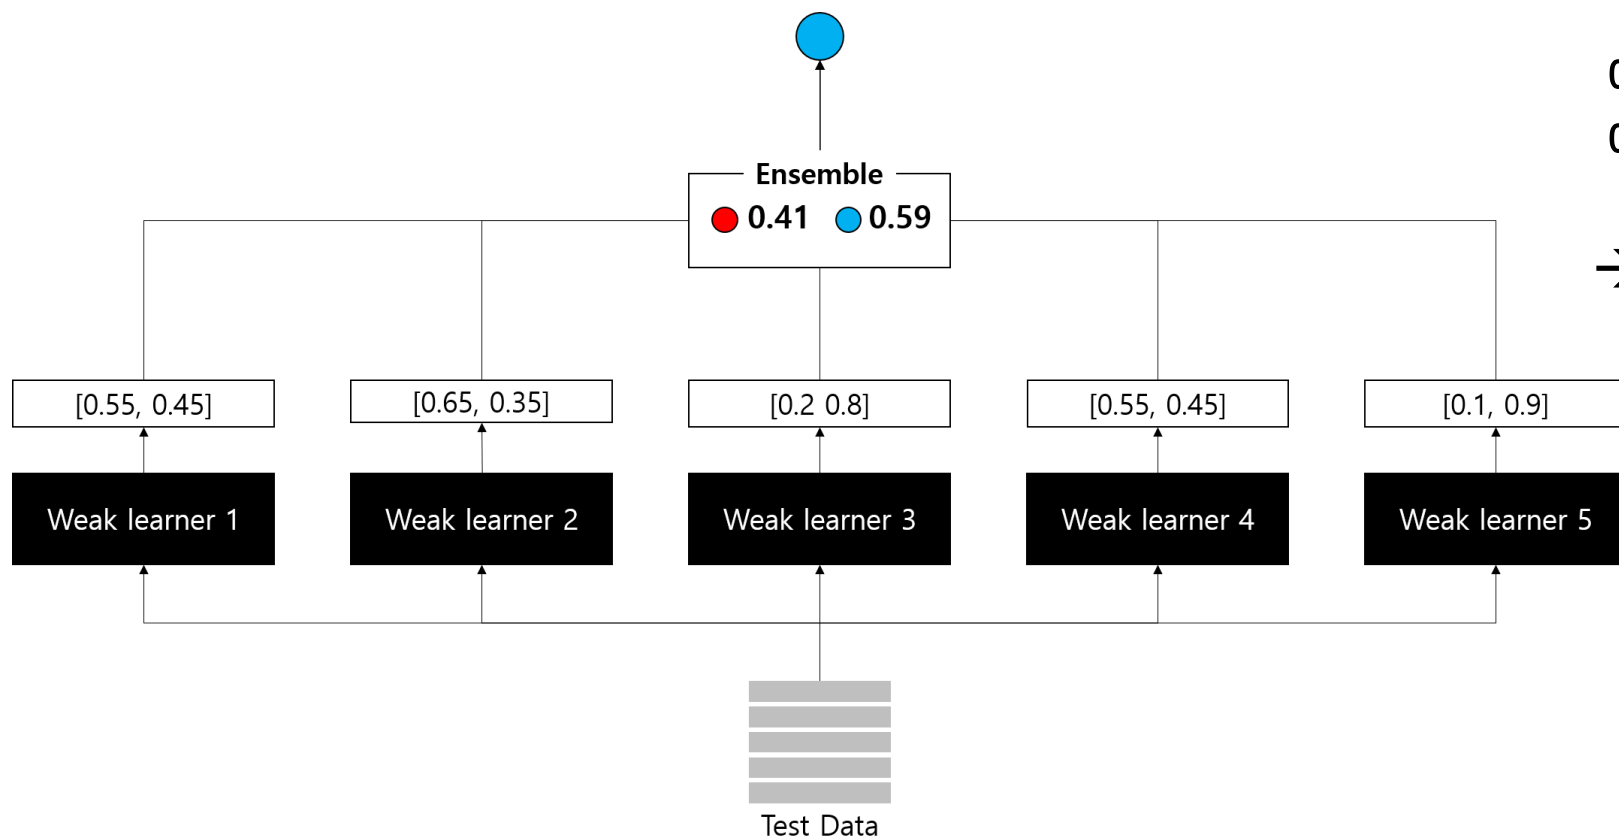 Ensemble
0.41 0.59
[0.55, 0.45] [0.65, 0.35] [0.2 0.8] [0.55, 0.45] [0.1, 0.9]
Weak learner 1 Weak learner 2 Weak learner 3 Weak learner 4 Weak learner 5
Test Data